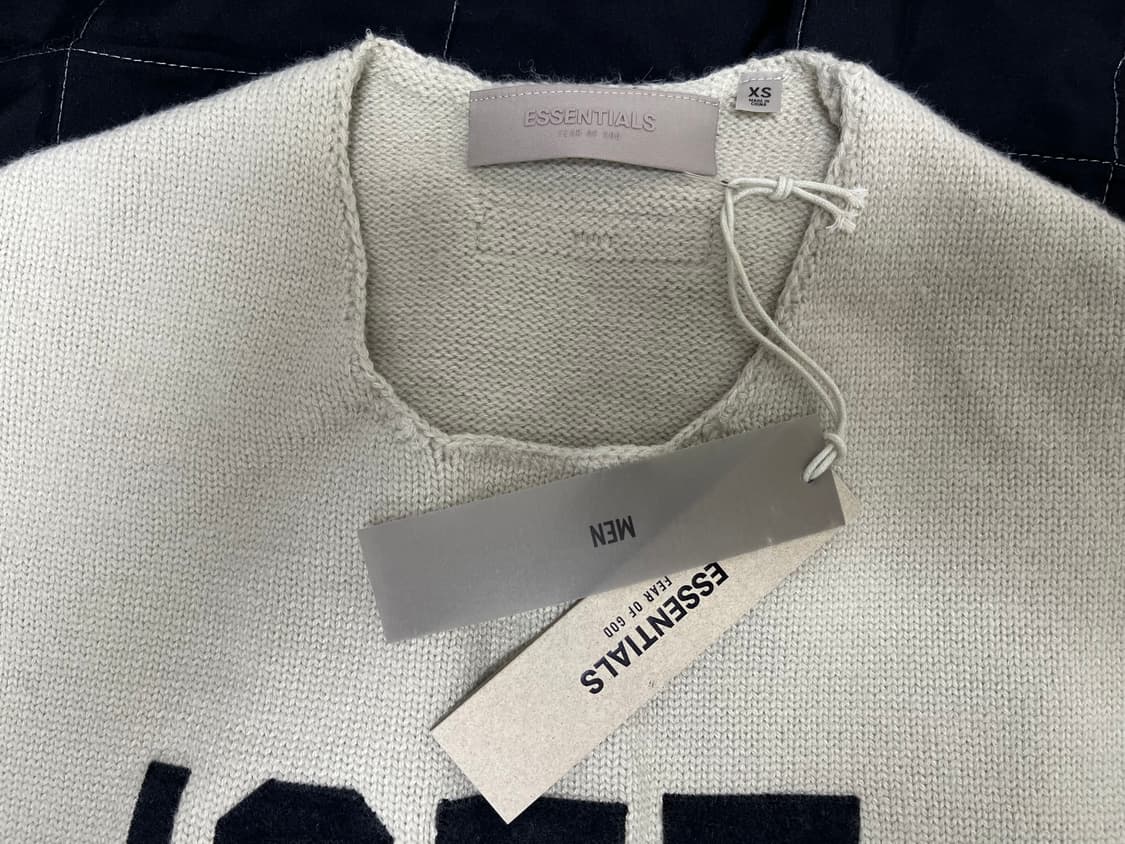 ESSENTIALS
FEAR OF GOD
XS
MADE IN
CHINA
MEN
ESSENTIALS
FEAR OF GOD